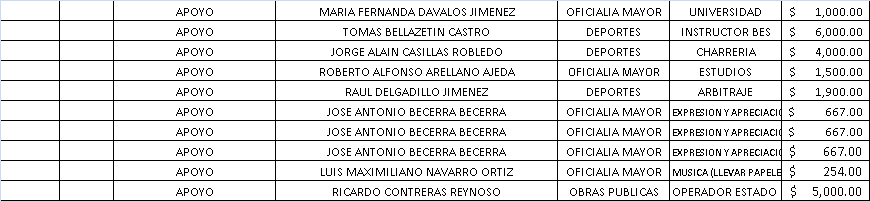 APOYO MARIA FERNANDA DAVALOS JIMENEZ OFICIALIA MAYOR UNIVERSIDAD $ 1,000.00
APOYO TOMAS BELLAZETIN CASTRO DEPORTES INSTRUCTOR BES $ 6,000.00
APOYO JORGE ALAIN CASILLAS ROBLEDO DEPORTES CHARRERIA $ 4,000.00
APOYO ROBERTO ALFONSO ARELLANO AJEDA OFICIALIA MAYOR ESTUDIOS $ 1,500.00
APOYO RAUL DELGADILLO JIMENEZ DEPORTES ARBITRAJE $ 1,900.00
APOYO JOSE ANTONIO BECERRA BECERRA OFICIALIA MAYOR EXPRESION Y APRECIACIO $ 667.00
APOYO JOSE ANTONIO BECERRA BECERRA OFICIALIA MAYOR EXPRESION Y APRECIACIO $ 667.00
APOYO JOSE ANTONIO BECERRA BECERRA OFICIALIA MAYOR EXPRESION Y APRECIACIO $ 667.00
APOYO LUIS MAXIMILIANO NAVARRO ORTIZ OFICIALIA MAYOR MUSICA (LLEVAR PAPELE $ 254.00
APOYO RICARDO CONTRERAS REYNOSO OBRAS PUBLICAS OPERADOR ESTADO $ 5,000.00